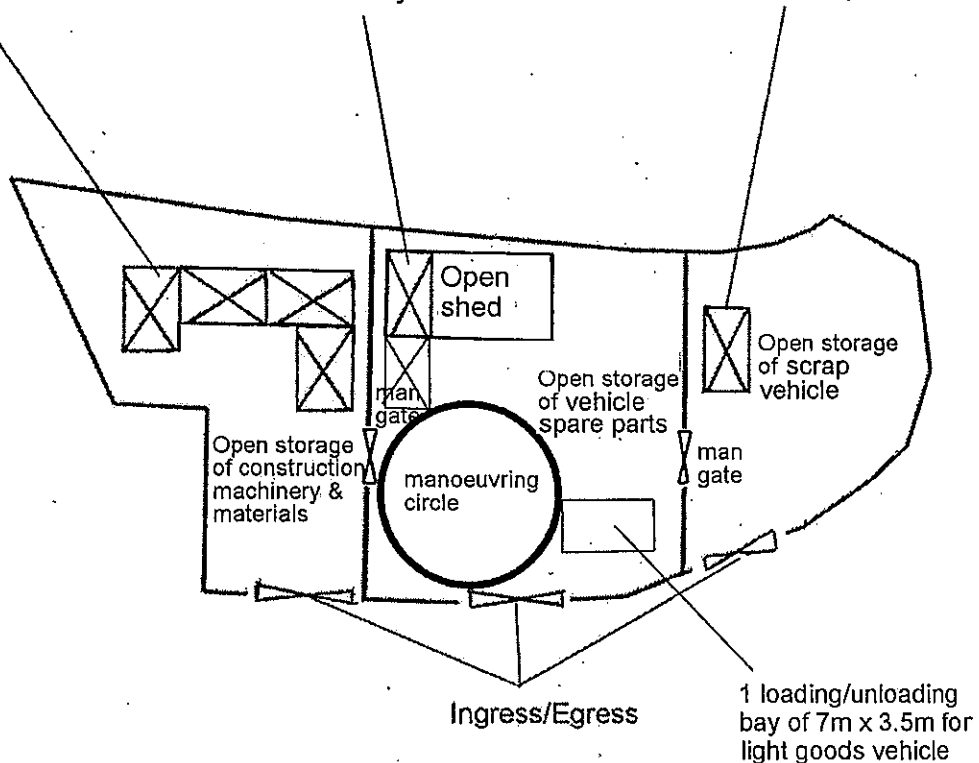 Open
shed
Open storage
of scrap
vehicle
Open storage
of vehicle
spare parts
man
gate
man
gate
Open storage
of construction
machinery &
materials
manoeuvring
circle
Ingress/Egress
1 loading/unloading
bay of 7m x 3.5m for
light goods vehicle